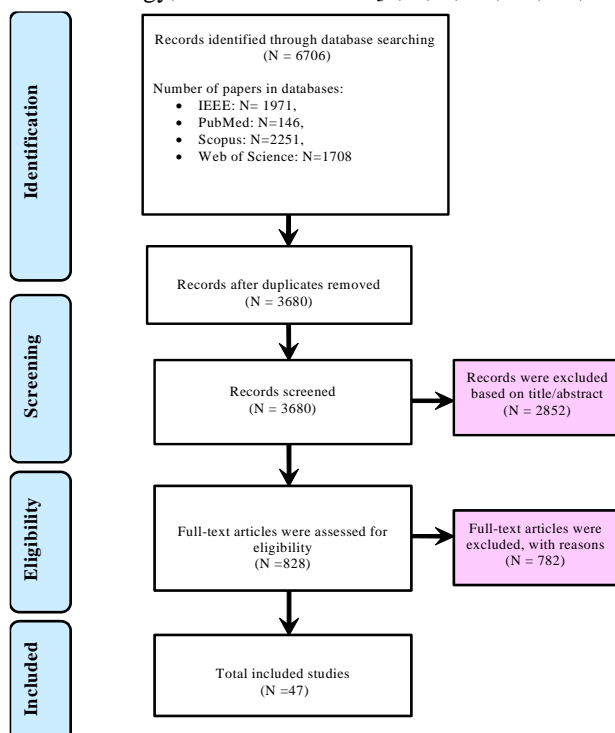 Records identified through database searching
(N = 6706)
Number of papers in databases:
• IEEE: N= 1971,
• PubMed: N=146,
• Scopus: N=2251,
• Web of Science: N=1708
Identification
Records after duplicates removed
(N = 3680)
Screening
Records screened
(N = 3680)
Records were excluded
based on title/abstract
(N = 2852)
Eligibility
Full-text articles were assessed for
eligibility
(N =828)
Full-text articles were
excluded, with reasons
(N = 782)
Included
Total included studies
(N =47)